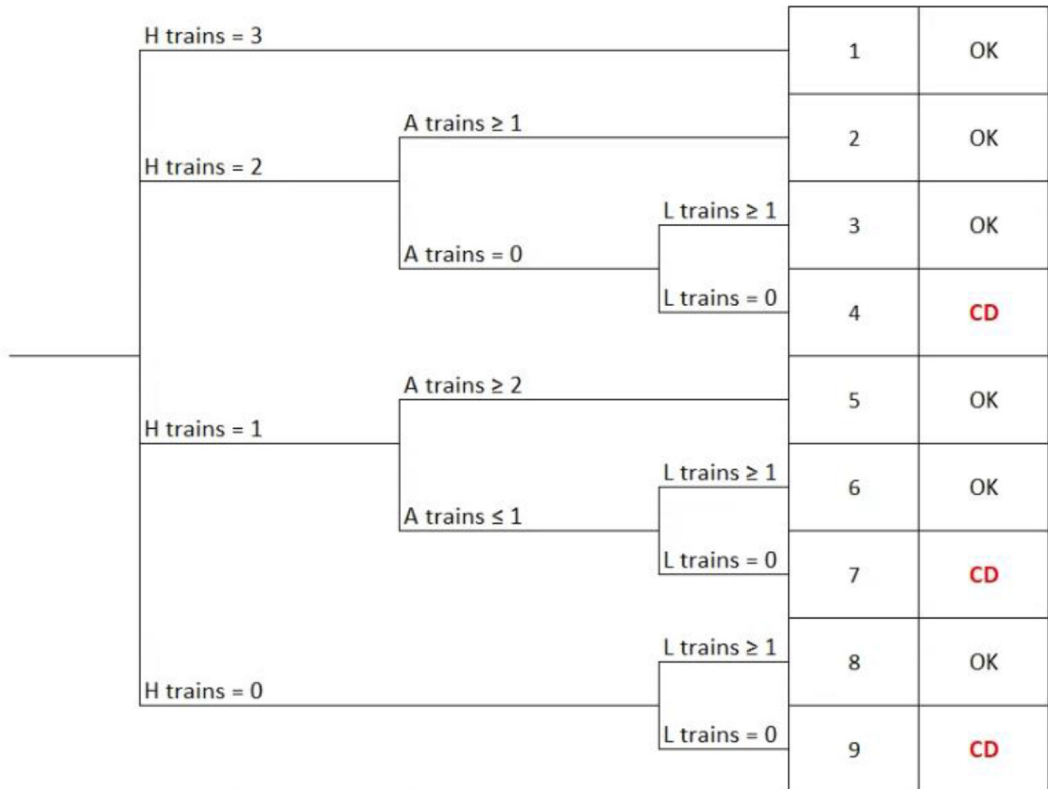 H trains = 3
1 OK
A trains ≥ 1
2 OK
H trains = 2
L trains ≥ 1
3 OK
A trains = 0
L trains = 0
4 CD
A trains ≥ 2
5 OK
H trains = 1
L trains ≥ 1
6 OK
A trains ≤ 1
L trains = 0
7 CD
L trains ≥ 1
8 OK
H trains = 0
L trains = 0
9 CD